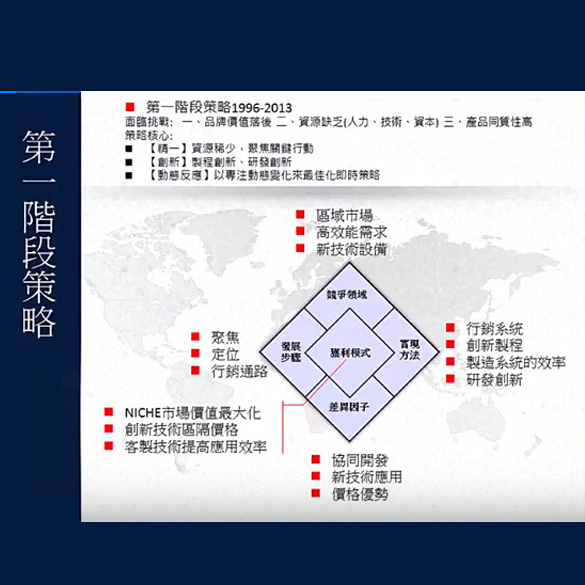 第一階段策略
第一階段策略1996-2013
面臨挑戰: 一、品牌價值落後 二、資源缺乏(人力、技術、資本) 三、產品同質性高
策略核心:
【精一】資源稀少，聚焦關鍵行動
【創新】製程創新、研發創新
【動態反應】以專注動態變化來最佳化即時策略
區域市場
高效能需求
新技術設備
競爭領域
聚焦
定位
行銷通路
發展
步驟
獲利模式
實現
方法
行銷系統
創新製程
製造系統的效率
研發創新
差異因子
NICHE市場價值最大化
創新技術區隔價格
客製技術提高應用效率
協同開發
新技術應用
價格優勢